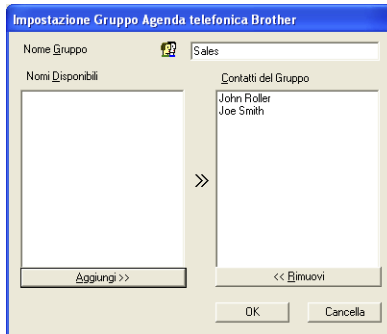 Impostazione Gruppo Agenda telefonica Brother
Nome Gruppo
Sales
Nomi Disponibili
Contatti del Gruppo
John Roller
Joe Smith
Aggiungi >>
<< Rimuovi
OK
Cancella